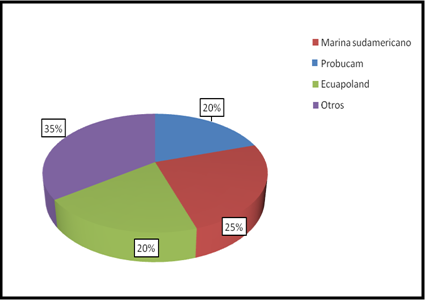 Marina sudamericano
Probucam
Ecuapoland
Otros
20%
35%
25%
20%